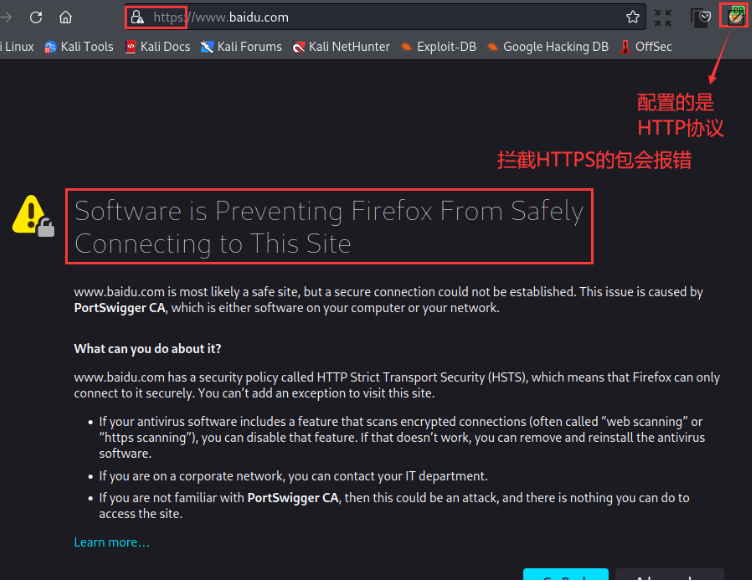 https://www.baidu.com
i Linux Kali Tools Kali Docs Kali Forums Kali NetHunter Exploit-DB Google Hacking DB OffSec
配置的是
HTTP协议
拦截HTTPS的包会报错
Software is Preventing Firefox From Safely
Connecting to This Site
www.baidu.com is most likely a safe site, but a secure connection could not be established. This issue is caused by
PortSwigger CA, which is either software on your computer or your network.
What can you do about it?
www.baidu.com has a security policy called HTTP Strict Transport Security (HSTS), which means that Firefox can only
connect to it securely. You can’t add an exception to visit this site.
• If your antivirus software includes a feature that scans encrypted connections (often called “web scanning” or
“https scanning”), you can disable that feature. If that doesn’t work, you can remove and reinstall the antivirus
software.
• If you are on a corporate network, you can contact your IT department.
• If you are not familiar with PortSwigger CA, then this could be an attack, and there is nothing you can do to
access the site.
Learn more…